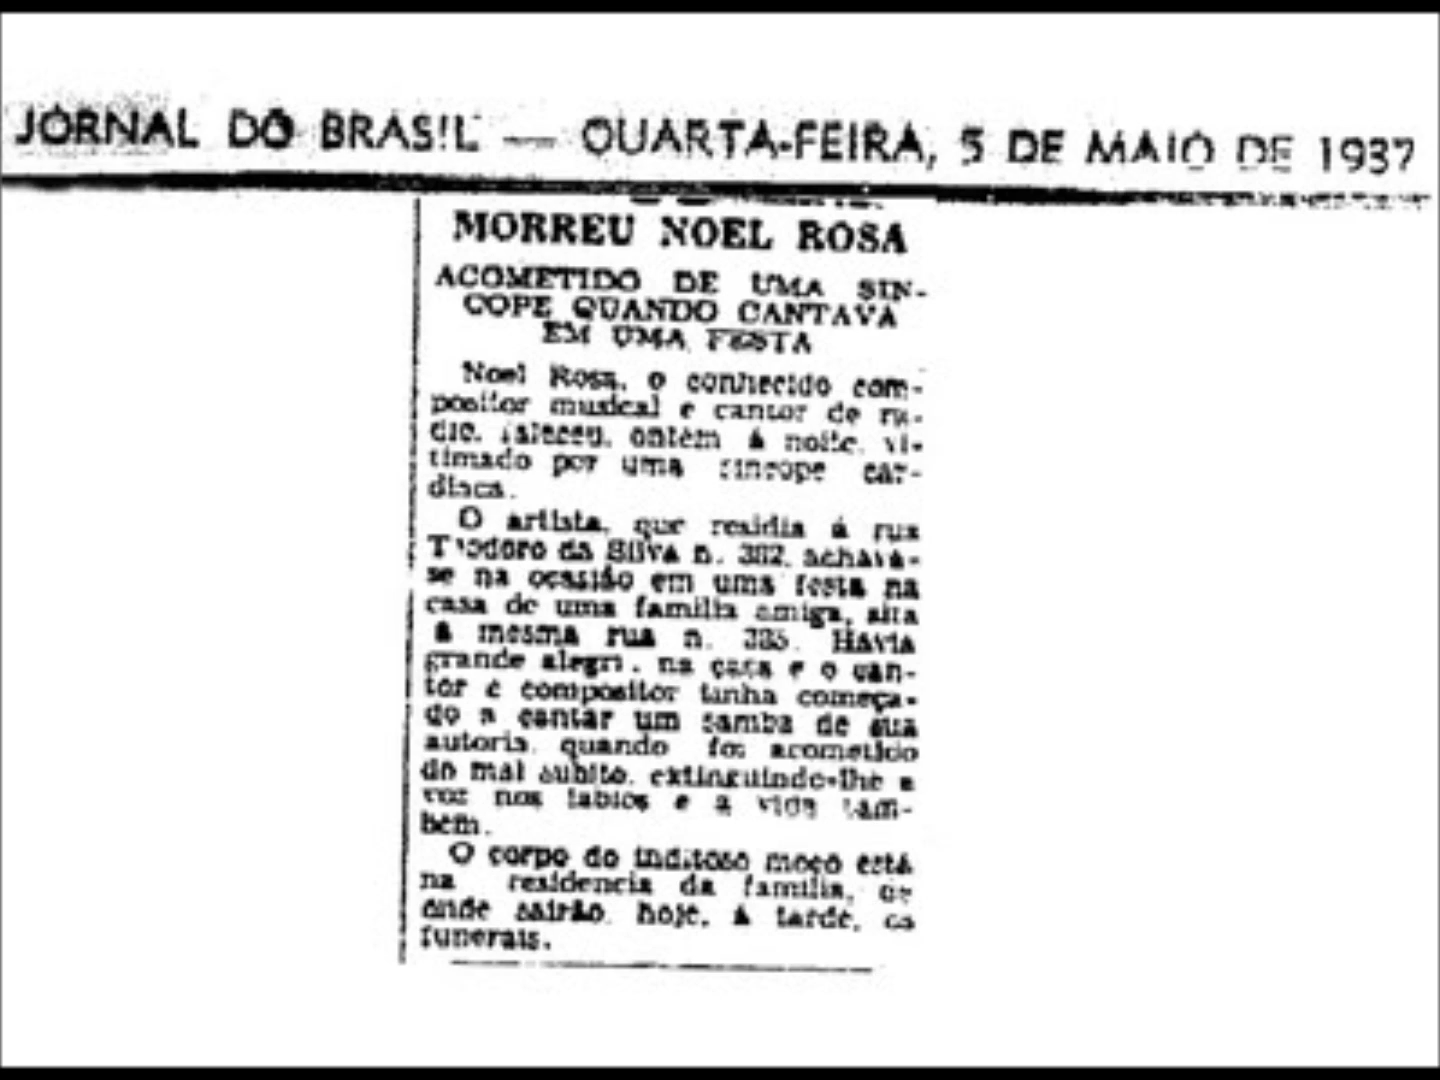 JORNAL DO BRASIL — QUARTA-FEIRA, 5 DE MAIO DE 1937
MORREU NOEL ROSA
ACOMETIDO DE UMA SIN-
COPE QUANDO CANTAVA
EM UMA FESTA
Noel Rosa, o conhecido com-
positor musical e cantor de ra-
dio, faleceu, ontem á noite, vi-
timado por uma sincope car-
diaca.
O artista, que residia á rua
Teodoro da Silva n. 382, achava-
se na ocasião em uma festa na
casa de uma familia amiga, sita
á mesma rua n. 385. Havia
grande alegria na casa e o can-
tor e compositor tinha começa-
do a cantar um samba de sua
autoria, quando foi acometido
do mal subito, extinguindo-lhe a
voz nos labios e a vida tam-
bem.
O corpo do inditoso moço está
na residencia da familia, de
onde sairão, hoje, á tarde, os
funerais.